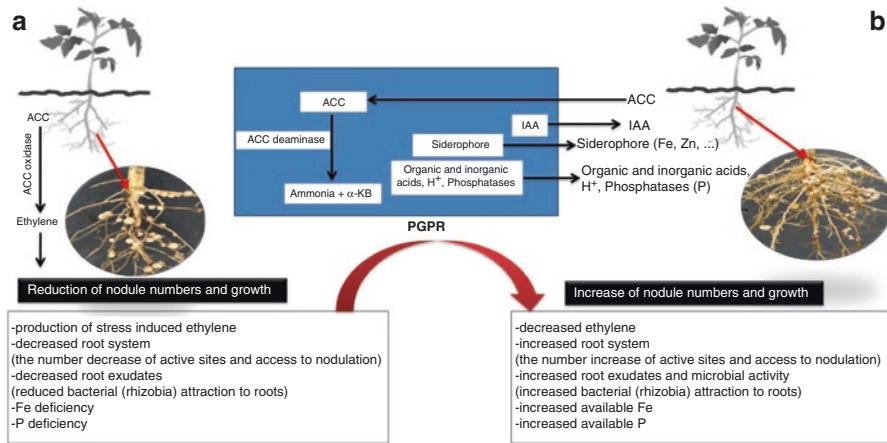 a
b
ACC
ACC oxidase
Ethylene
ACC
ACC deaminase
Ammonia + α-KB
IAA
Siderophore
Organic and inorganic
acids, H⁺, Phosphatases
PGPR
ACC
IAA
Siderophore (Fe, Zn, ...)
Organic and inorganic acids,
H⁺, Phosphatases (P)
Reduction of nodule numbers and growth
Increase of nodule numbers and growth
-production of stress induced ethylene
-decreased root system
(the number decrease of active sites and access to nodulation)
-decreased root exudates
(reduced bacterial (rhizobia) attraction to roots)
-Fe deficiency
-P deficiency
-decreased ethylene
-increased root system
(the number increase of active sites and access to nodulation)
-increased root exudates and microbial activity
(increased bacterial (rhizobia) attraction to roots)
-increased available Fe
-increased available P